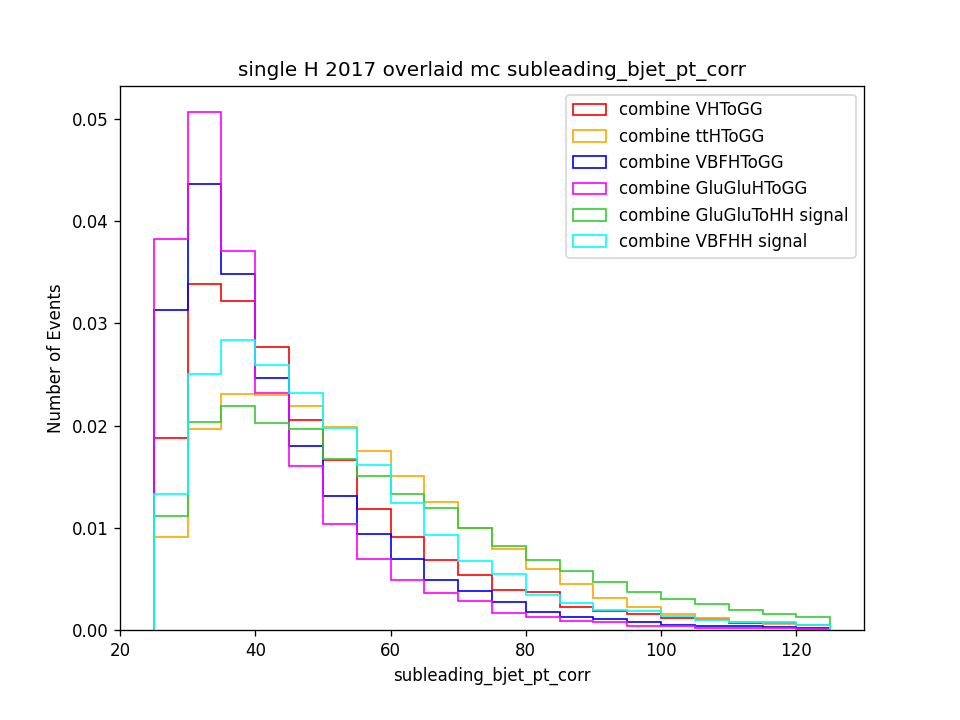 single H 2017 overlaid mc subleading_bjet_pt_corr
combine VHToGG
combine ttHToGG
combine VBFHToGG
combine GluGluHToGG
combine GluGluToHH signal
combine VBFHH signal
Number of Events
0.05
0.04
0.03
0.02
0.01
0.00
20
40
60
80
100
120
subleading_bjet_pt_corr